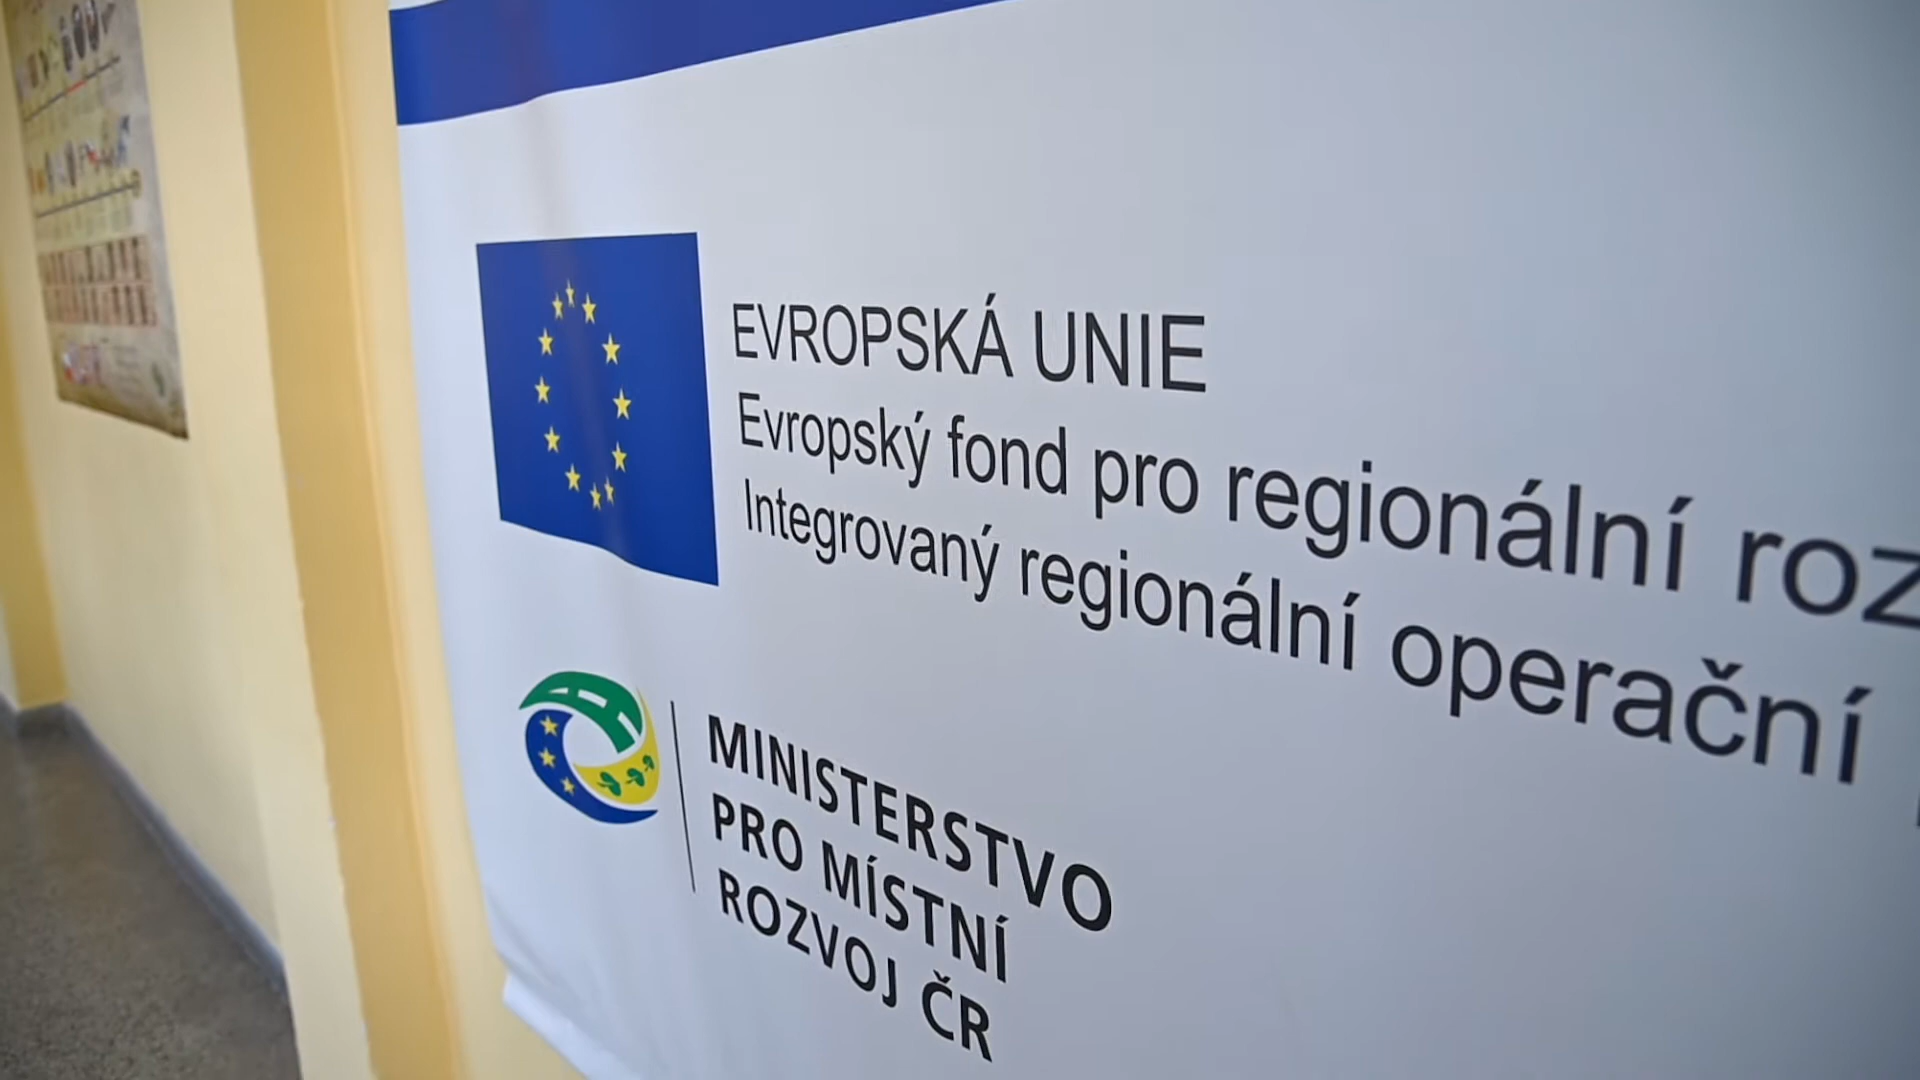 EVROPSKÁ UNIE
Evropský fond pro regionální roz
Integrovaný regionální operační
MINISTERSTVO
PRO MÍSTNÍ
ROZVOJ ČR